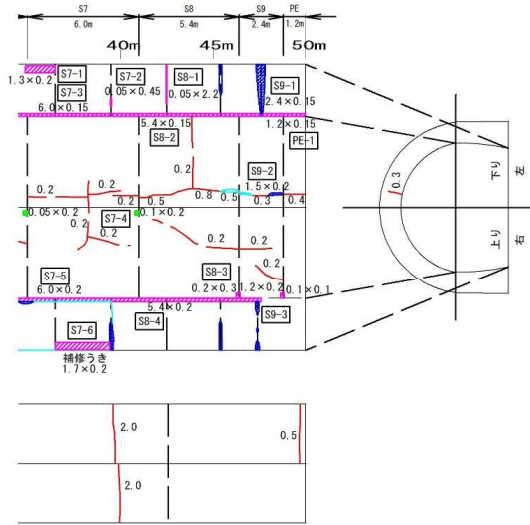 S7 S8 S9 PE
6.0m 5.4m 2.4m 1.2m
40m 45m 50m
S7-1 S7-2 S8-1 S9-1
1.3×0.2 0.05×0.45 0.05×2.2 2.4×0.15
S7-3
6.0×0.15 5.4×0.15 1.2×0.15
S8-2 PE-1
0.2 S9-2
1.5×0.2
0.2 0.2 0.2 0.5 0.8 0.5 0.3 0.4
0.05×0.2 S7-4 0.1×0.2
0.2 0.2 0.2
0.2
S7-5 S8-3
6.0×0.2 0.2×0.3 1.2×0.2 0.1×0.1
5.4×0.2
S8-4 S9-3
S7-6
補修うき
1.7×0.2
0.3
下り 左
上り 右
2.0 0.5
2.0